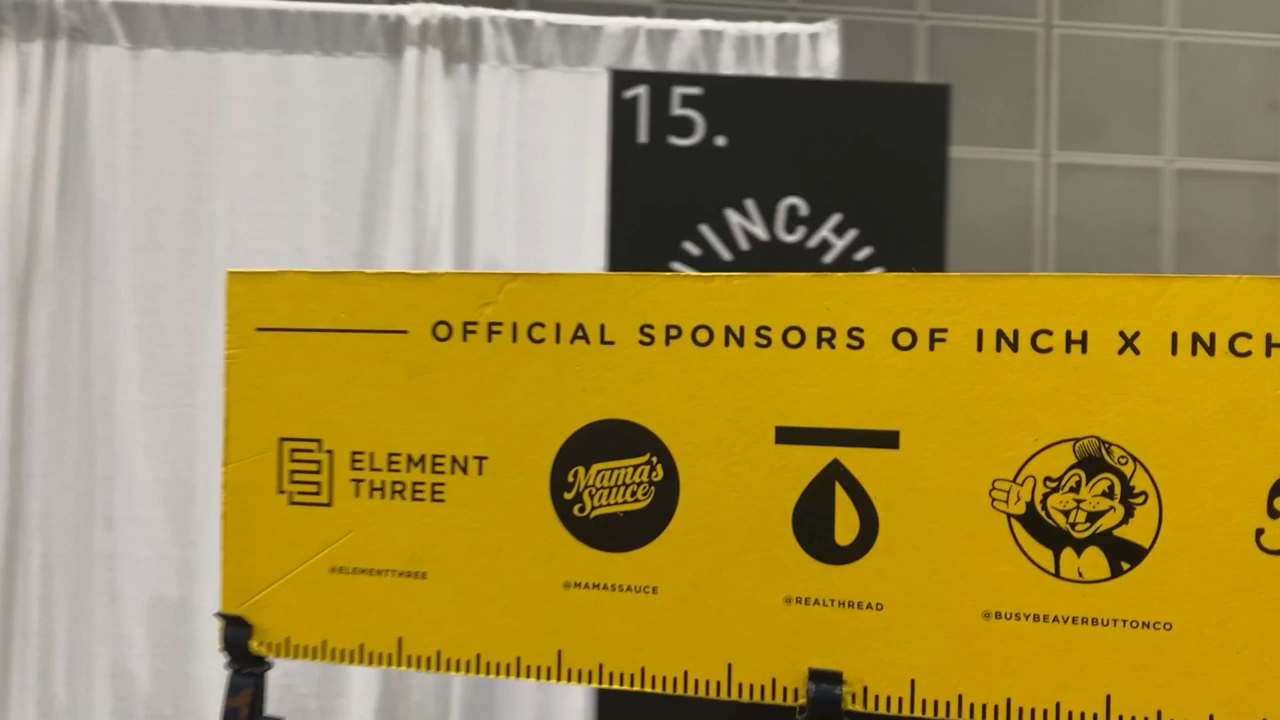 15.
'INCH'
OFFICIAL SPONSORS OF INCH X INCH
ELEMENT
THREE
Mama's
Sauce
@ELEMENTTHREE
@MAMASSAUCE
@REALTHREAD
@BUSYBEAVERBUTTONCO